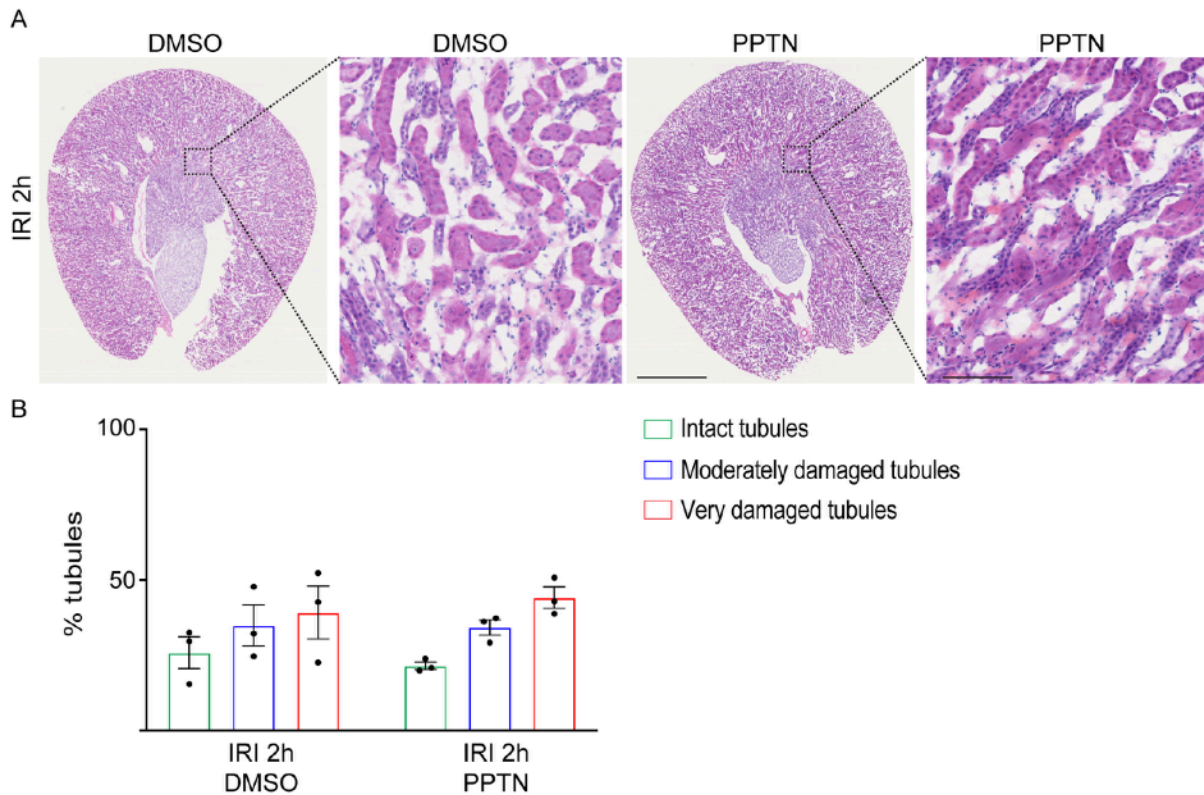 A
DMSO DMSO PPTN PPTN
IRI 2h
B
100
50
% tubules
Intact tubules
Moderately damaged tubules
Very damaged tubules
IRI 2h IRI 2h
DMSO PPTN